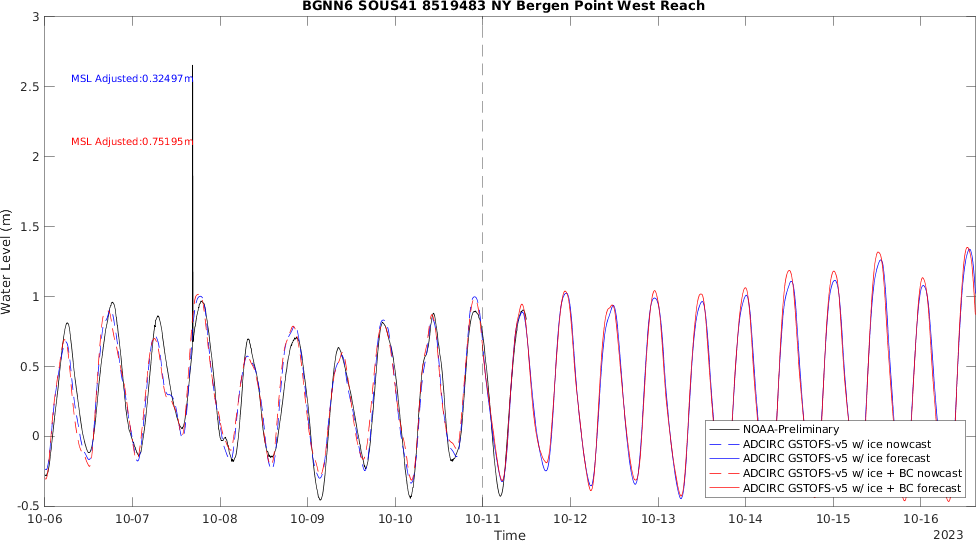 BGNN6 SOUS41 8519483 NY Bergen Point West Reach
3
2.5
2
1.5
1
0.5
0
-0.5
Water Level (m)
MSL Adjusted:0.32497m
MSL Adjusted:0.75195m
NOAA-Preliminary
ADCIRC GSTOFS-v5 w/ ice nowcast
ADCIRC GSTOFS-v5 w/ ice forecast
ADCIRC GSTOFS-v5 w/ ice + BC nowcast
ADCIRC GSTOFS-v5 w/ ice + BC forecast
10-06 10-07 10-08 10-09 10-10 10-11 10-12 10-13 10-14 10-15 10-16
Time
2023